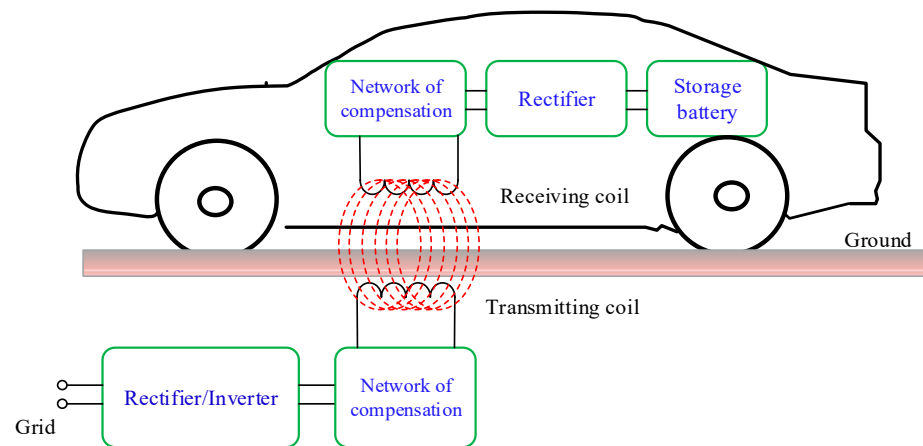 Network of
compensation
Rectifier
Storage
battery
Receiving coil
Ground
Transmitting coil
Rectifier/Inverter
Network of
compensation
Grid